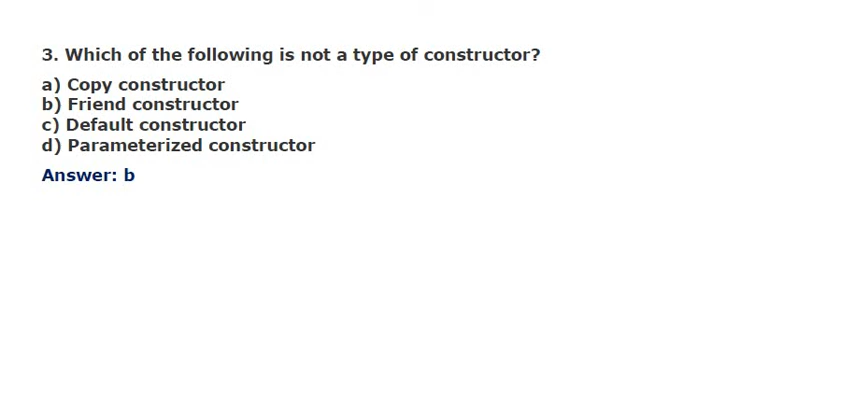 3. Which of the following is not a type of constructor?
a) Copy constructor
b) Friend constructor
c) Default constructor
d) Parameterized constructor
Answer: b